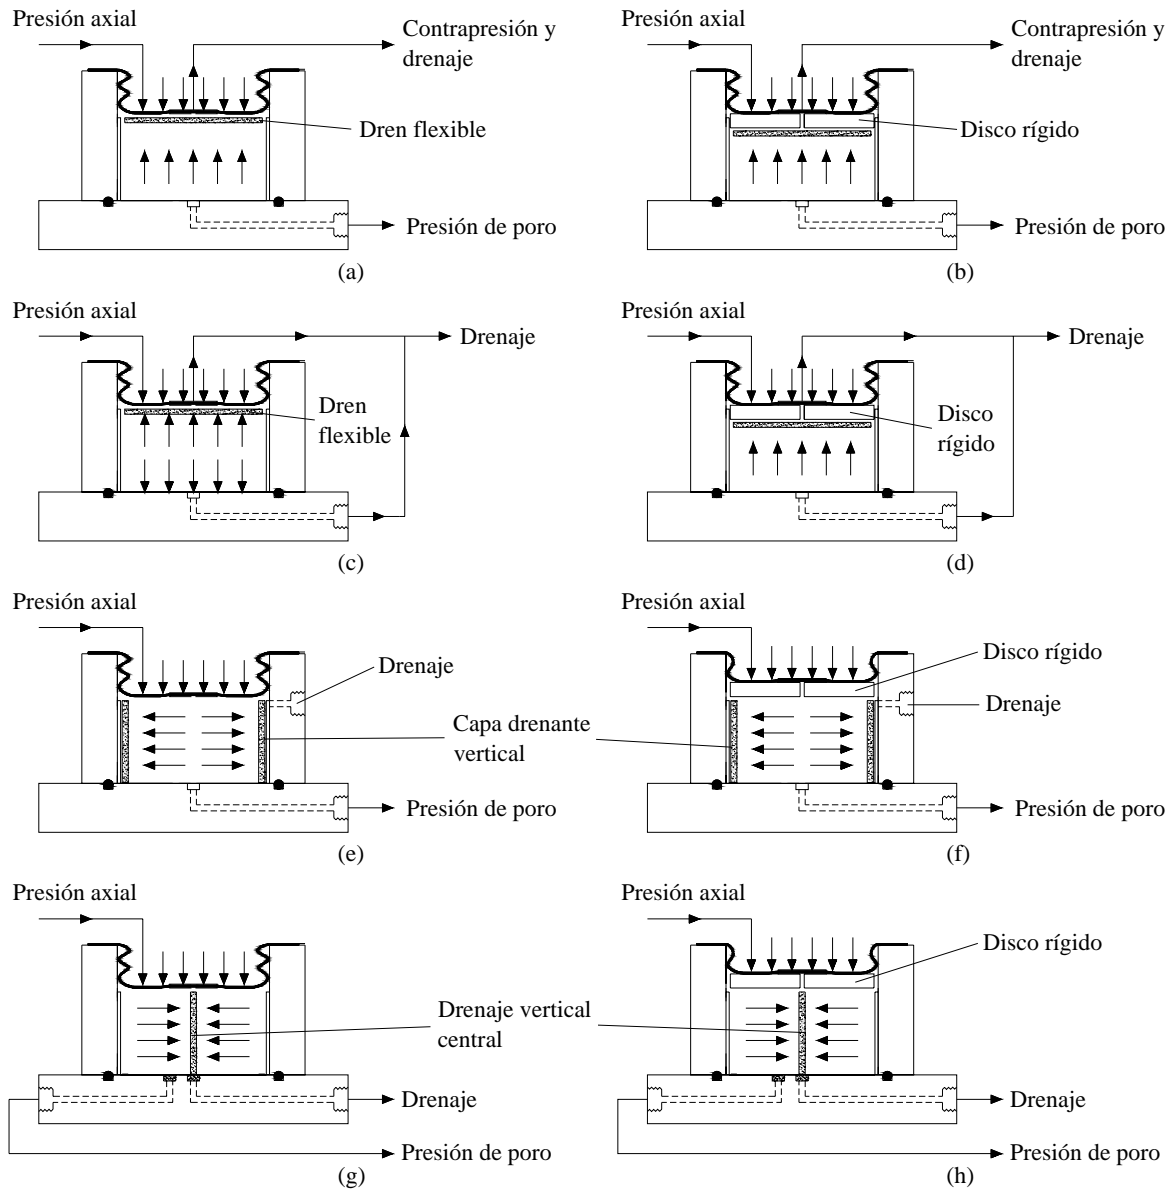 Presión axial
Contrapresión y
drenaje
Dren flexible
Presión de poro
(a)
Presión axial
Contrapresión y
drenaje
Disco rígido
Presión de poro
(b)
Presión axial
Drenaje
Dren
flexible
(c)
Presión axial
Drenaje
Disco
rígido
(d)
Presión axial
Drenaje
Capa drenante
vertical
Presión de poro
(e)
Presión axial
Disco rígido
Drenaje
Presión de poro
(f)
Presión axial
Drenaje vertical
central
Drenaje
Presión de poro
(g)
Presión axial
Disco rígido
Drenaje
Presión de poro
(h)